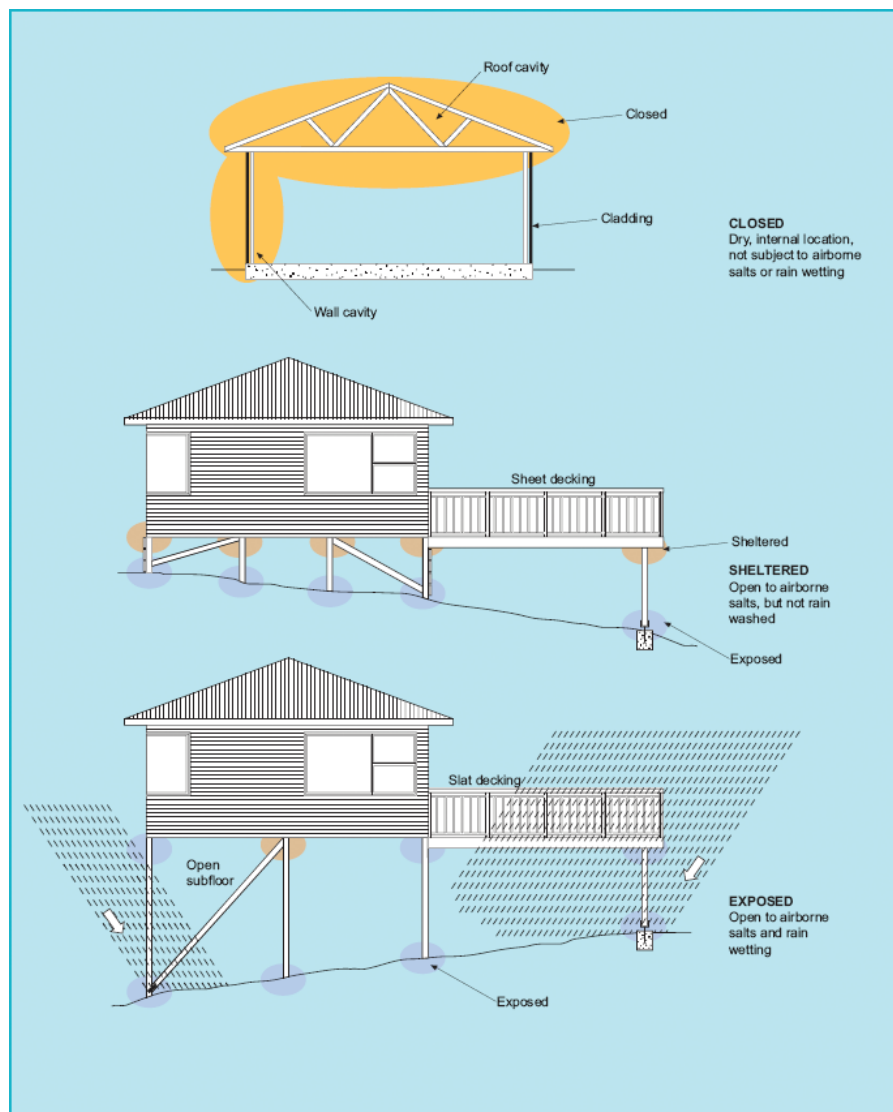 Roof cavity
Closed
Cladding
CLOSED
Dry, internal location,
not subject to airborne
salts or rain wetting
Wall cavity
Sheet decking
Sheltered
SHELTERED
Open to airborne
salts, but not rain
washed
Exposed
Slat decking
Open
subfloor
EXPOSED
Open to airborne
salts and rain
wetting
Exposed